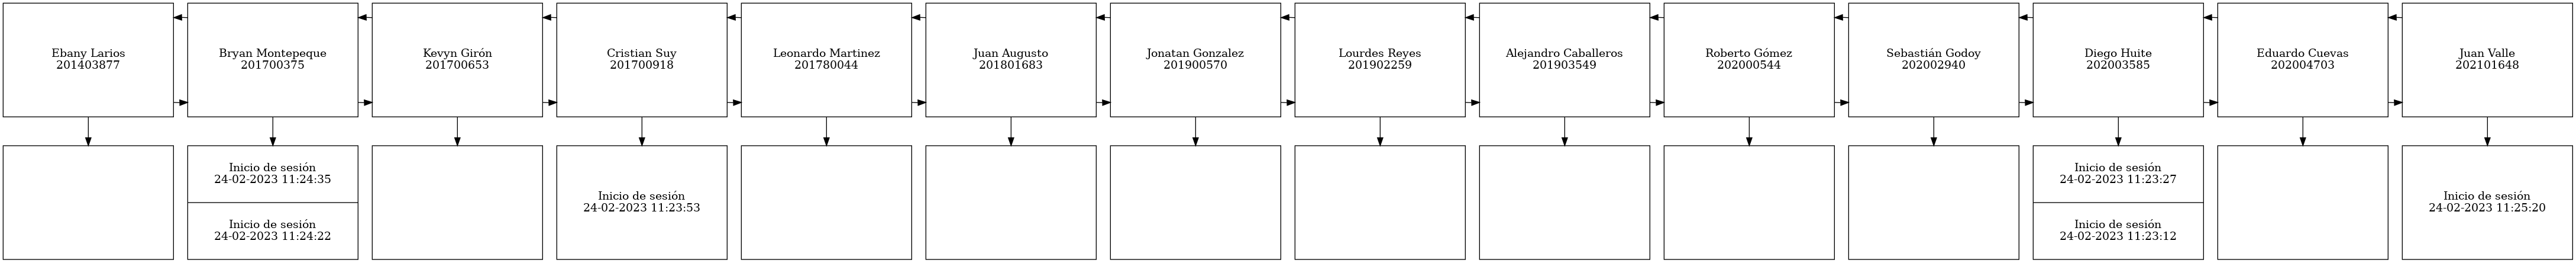 Ebany Larios
201403877
Bryan Montepeque
201700375
Kevyn Girón
201700653
Cristian Suy
201700918
Leonardo Martinez
201780044
Juan Augusto
201801683
Jonatan Gonzalez
201900570
Lourdes Reyes
201902259
Alejandro Caballeros
201903549
Roberto Gómez
202000544
Sebastián Godoy
202002940
Diego Huite
202003585
Eduardo Cuevas
202004703
Juan Valle
202101648
Inicio de sesión
24-02-2023 11:24:35
Inicio de sesión
24-02-2023 11:24:22
Inicio de sesión
24-02-2023 11:23:53
Inicio de sesión
24-02-2023 11:23:27
Inicio de sesión
24-02-2023 11:23:12
Inicio de sesión
24-02-2023 11:25:20